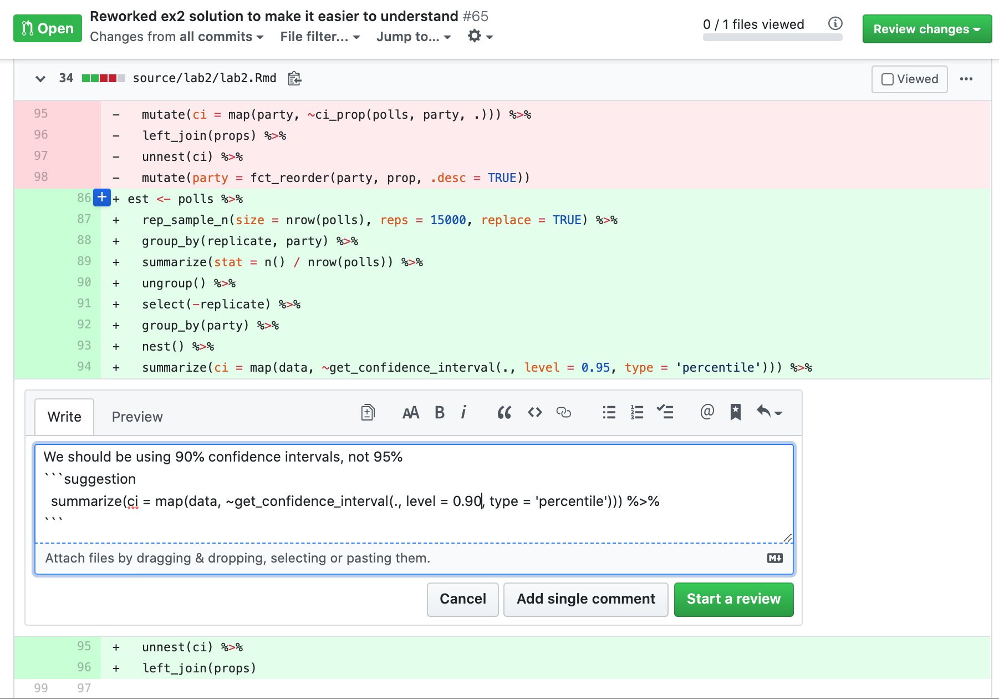 Open
Reworked ex2 solution to make it easier to understand #65
Changes from all commits File filter... Jump to...
0 / 1 files viewed
Review changes
34 source/lab2/lab2.Rmd
Viewed
95 - mutate(ci = map(party, ~ci_prop(polls, party, .))) %>%
96 - left_join(props) %>%
97 - unnest(ci) %>%
98 - mutate(party = fct_reorder(party, prop, .desc = TRUE))
86 + est <- polls %>%
87 + rep_sample_n(size = nrow(polls), reps = 15000, replace = TRUE) %>%
88 + group_by(replicate, party) %>%
89 + summarize(stat = n() / nrow(polls)) %>%
90 + ungroup() %>%
91 + select(-replicate) %>%
92 + group_by(party) %>%
93 + nest() %>%
94 + summarize(ci = map(data, ~get_confidence_interval(., level = 0.95, type = 'percentile'))) %>%
Write Preview
We should be using 90% confidence intervals, not 95%
```suggestion
summarize(ci = map(data, ~get_confidence_interval(., level = 0.90, type = 'percentile'))) %>%
```
Attach files by dragging & dropping, selecting or pasting them.
Cancel Add single comment Start a review
95 + unnest(ci) %>%
96 + left_join(props)
99 97